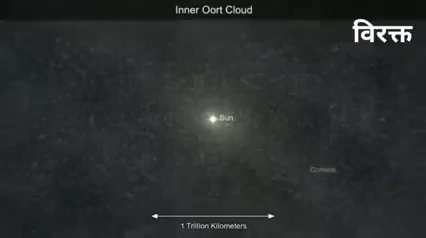 Inner Oort Cloud
विरक्त
Sun
Comets
1 Trillion Kilometers